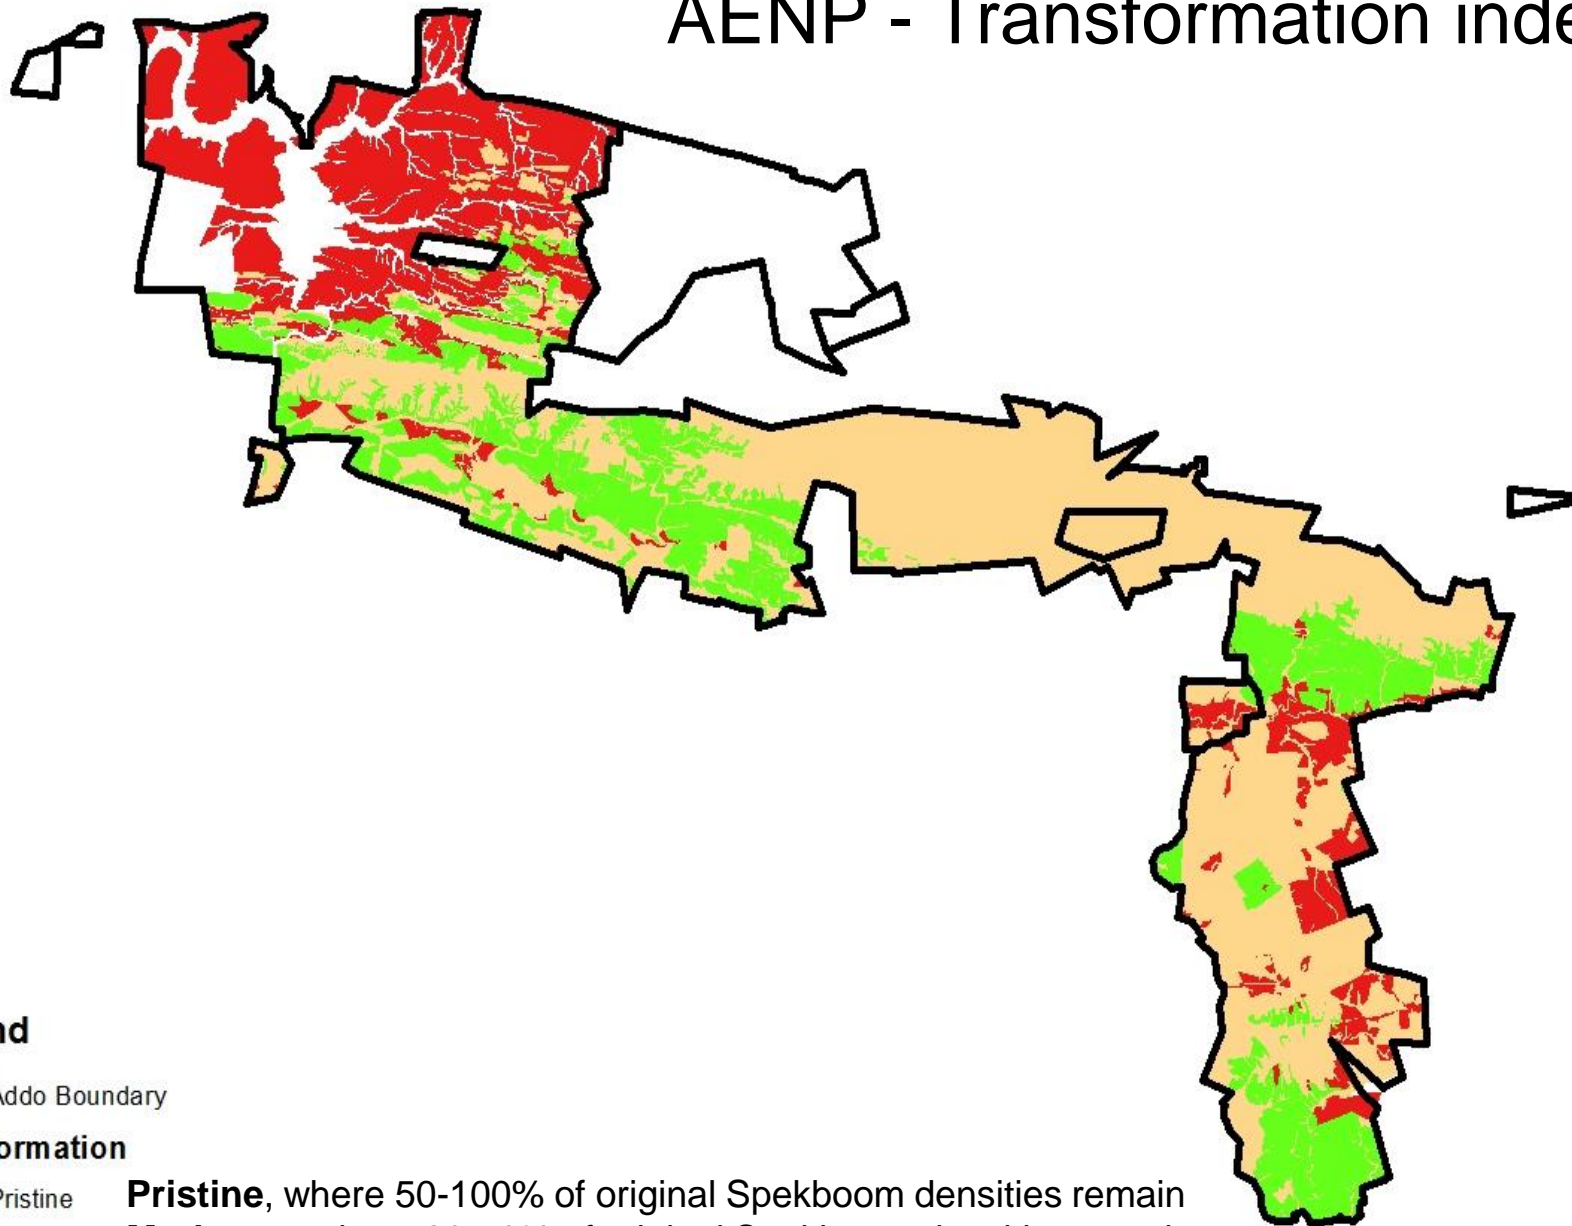 AENP - Transformation inde
nd
Addo Boundary
ormation
Pristine
Pristine, where 50-100% of original Spekboom densities remain